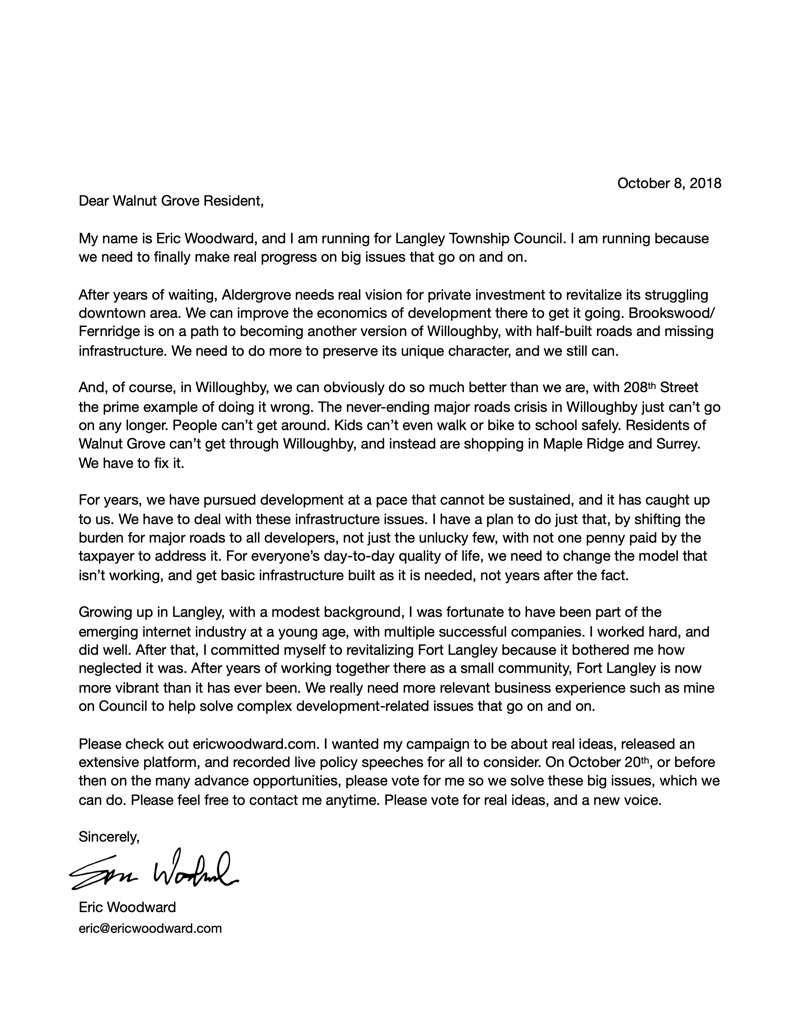 October 8, 2018
Dear Walnut Grove Resident,
My name is Eric Woodward, and I am running for Langley Township Council. I am running because
we need to finally make real progress on big issues that go on and on.
After years of waiting, Aldergrove needs real vision for private investment to revitalize its struggling
downtown area. We can improve the economics of development there to get it going. Brookswood/
Fernridge is on a path to becoming another version of Willoughby, with half-built roads and missing
infrastructure. We need to do more to preserve its unique character, and we still can.
And, of course, in Willoughby, we can obviously do so much better than we are, with 208th Street
the prime example of doing it wrong. The never-ending major roads crisis in Willoughby just can’t go
on any longer. People can’t get around. Kids can’t even walk or bike to school safely. Residents of
Walnut Grove can’t get through Willoughby, and instead are shopping in Maple Ridge and Surrey.
We have to fix it.
For years, we have pursued development at a pace that cannot be sustained, and it has caught up
to us. We have to deal with these infrastructure issues. I have a plan to do just that, by shifting the
burden for major roads to all developers, not just the unlucky few, with not one penny paid by the
taxpayer to address it. For everyone’s day-to-day quality of life, we need to change the model that
isn’t working, and get basic infrastructure built as it is needed, not years after the fact.
Growing up in Langley, with a modest background, I was fortunate to have been part of the
emerging internet industry at a young age, with multiple successful companies. I worked hard, and
did well. After that, I committed myself to revitalizing Fort Langley because it bothered me how
neglected it was. After years of working together there as a small community, Fort Langley is now
more vibrant than it has ever been. We really need more relevant business experience such as mine
on Council to help solve complex development-related issues that go on and on.
Please check out ericwoodward.com. I wanted my campaign to be about real ideas, released an
extensive platform, and recorded live policy speeches for all to consider. On October 20th, or before
then on the many advance opportunities, please vote for me so we solve these big issues, which we
can do. Please feel free to contact me anytime. Please vote for real ideas, and a new voice.
Sincerely,
Eric Woodward
eric@ericwoodward.com